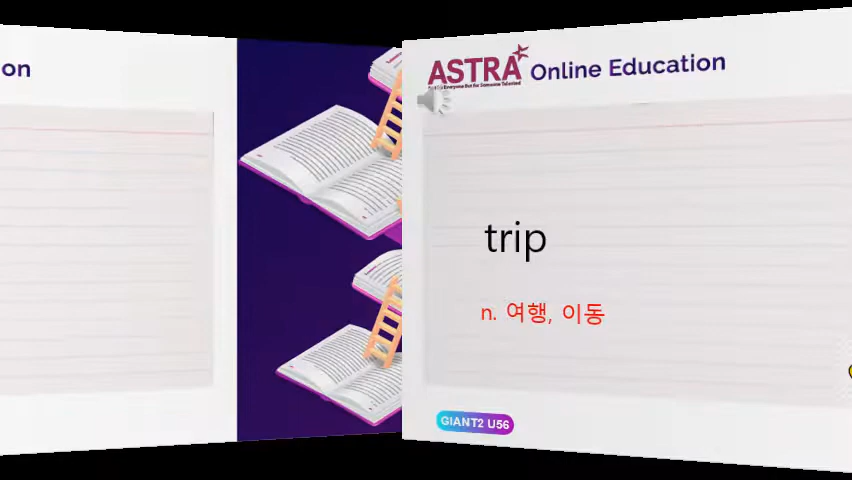 on
ASTRA Online Education
trip
n. 여행, 이동
GIANT2 U56